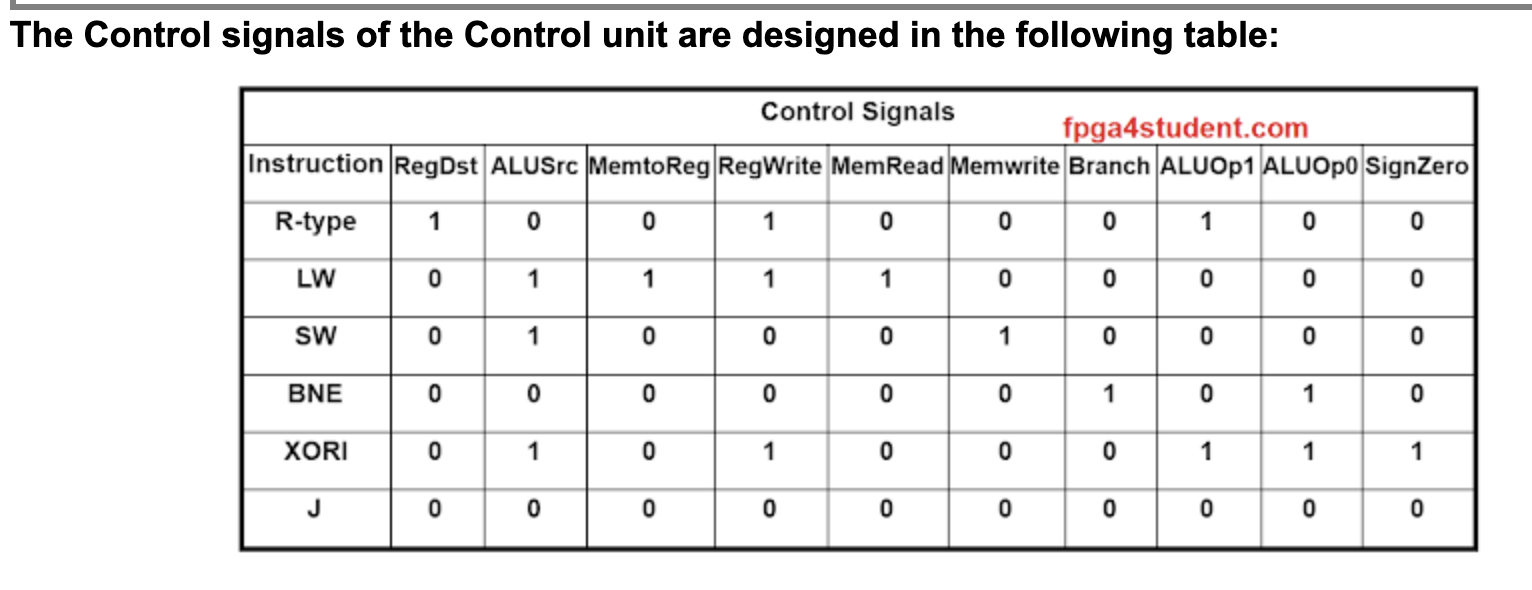 The Control signals of the Control unit are designed in the following table:
Control Signals
fpga4student.com
Instruction RegDst ALUSrc MemtoReg RegWrite MemRead Memwrite Branch ALUOp1 ALUOp0 SignZero
R-type 1 0 0 1 0 0 0 1 0 0
LW 0 1 1 1 1 0 0 0 0 0
SW 0 1 0 0 0 1 0 0 0 0
BNE 0 0 0 0 0 0 1 0 1 0
XORI 0 1 0 1 0 0 0 1 1 1
J 0 0 0 0 0 0 0 0 0 0